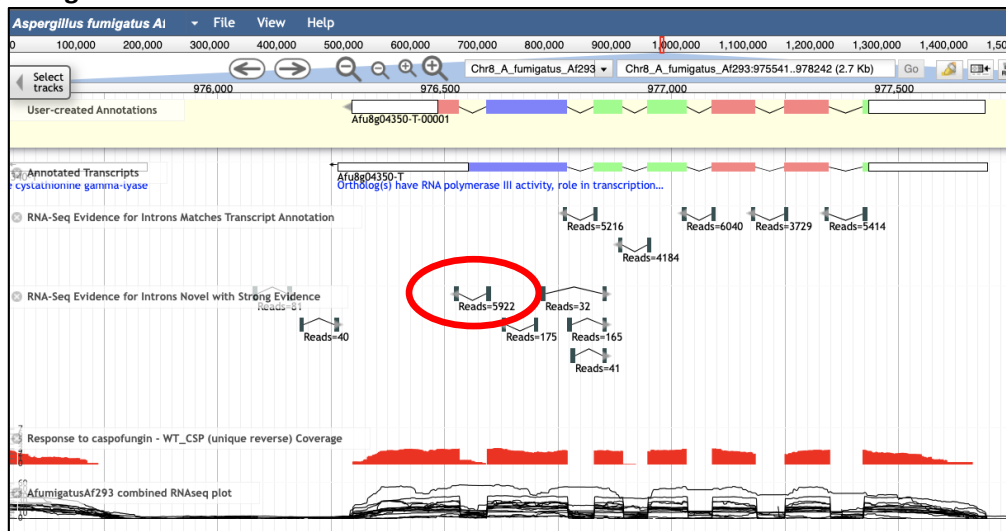 Aspergillus fumigatus Af File View Help
0 100,000 200,000 300,000 400,000 500,000 600,000 700,000 800,000 900,000 1,000,000 1,100,000 1,200,000 1,300,000 1,400,000 1,50
Select tracks
Chr8_A_fumigatus_Af293 Chr8_A_fumigatus_Af293:975541..978242 (2.7 Kb) Go
976,000 976,500 977,000 977,500
User-created Annotations
Afu8g04350-T-00001
Annotated Transcripts
Afu8g04350-T
cystathionine gamma-lyase
Ortholog(s) have RNA polymerase III activity, role in transcription...
RNA-Seq Evidence for Introns Matches Transcript Annotation
Reads=5216 Reads=6040 Reads=3729 Reads=5414
Reads=4184
RNA-Seq Evidence for Introns Novel with Strong Evidence
Reads=81 Reads=5922 Reads=32
Reads=40 Reads=175 Reads=165
Reads=41
Response to caspofungin - WT_CSP (unique reverse) Coverage
AfumigatusAf293 combined RNAseq plot